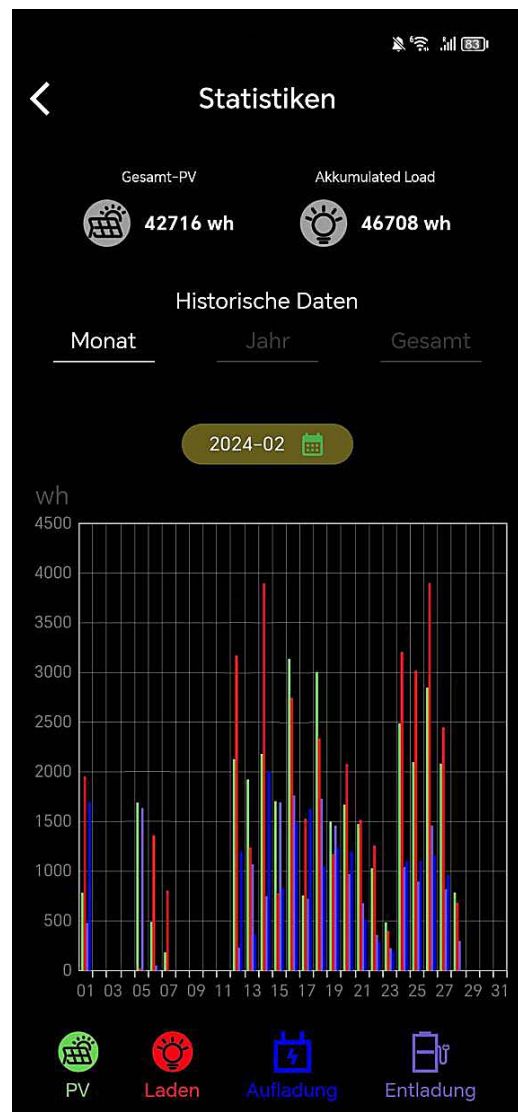 83
Statistiken
Gesamt-PV Akkumulated Load
42716 wh 46708 wh
Historische Daten
Monat Jahr Gesamt
2024-02
wh
4500
4000
3500
3000
2500
2000
1500
1000
500
0
01 03 05 07 09 11 13 15 17 19 21 23 25 27 29 31
PV Laden Aufladung Entladung